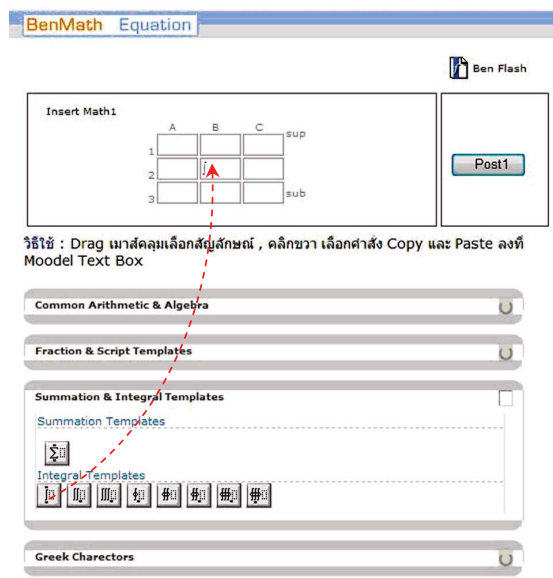 BenMath Equation
Ben Flash
Insert Math1
A B C
sup
1
2 ∫
3
sub
Post1
วิธีใช้ : Drag เมาส์คลุมเลือกสัญลักษณ์ , คลิกขวา เลือกคำสั่ง Copy และ Paste ลงที่
Moodel Text Box
Common Arithmetic & Algebra
Fraction & Script Templates
Summation & Integral Templates
Summation Templates
Σ
Integral Templates
∫ ∬ ∭ ∮
Greek Charectors